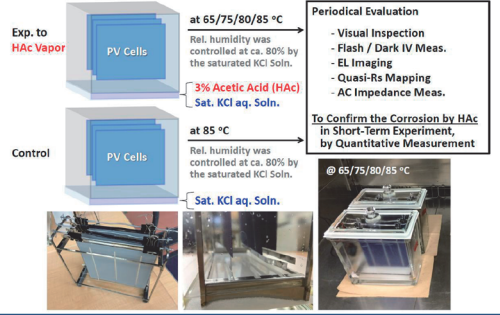 Exp. to
HAc Vapor
PV Cells
at 65/75/80/85 ºC
Rel. humidity was
controlled at ca. 80% by
the saturated KCl Soln.
3% Acetic Acid (HAc)
Sat. KCl aq. Soln.
Control
PV Cells
at 85 ºC
Rel. humidity was
controlled at ca. 80% by
the saturated KCl Soln.
Sat. KCl aq. Soln.
Periodical Evaluation
- Visual Inspection
- Flash / Dark IV Meas.
- EL Imaging
- Quasi-Rs Mapping
- AC Impedance Meas.
To Confirm the Corrosion by HAc
in Short-Term Experiment,
by Quantitative Measurement
@ 65/75/80/85 ºC